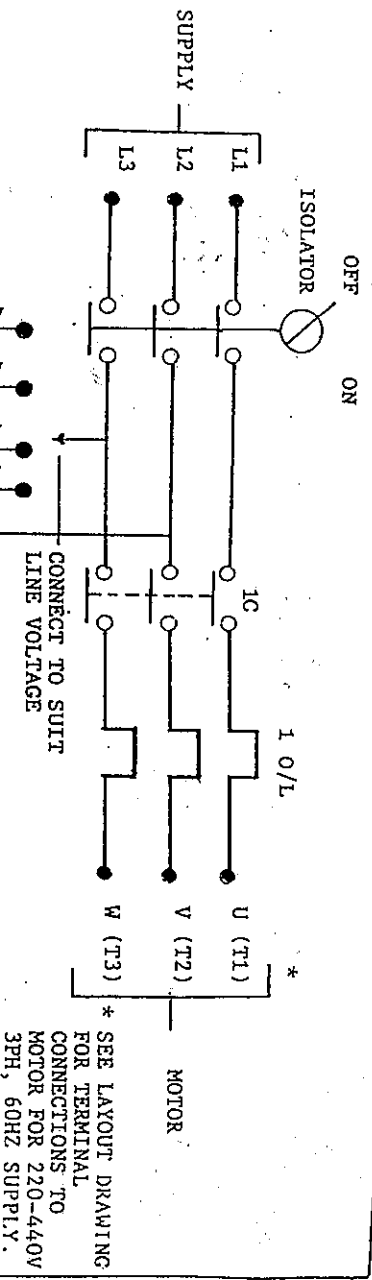 SUPPLY
L1
L2
L3
ISOLATOR
OFF
ON
CONNECT TO SUIT
LINE VOLTAGE
1C
1 O/L
U (T1)
V (T2)
W (T3)
*
MOTOR
* SEE LAYOUT DRAWING
FOR TERMINAL
CONNECTIONS TO
MOTOR FOR 220-440V
3PH, 60HZ SUPPLY.